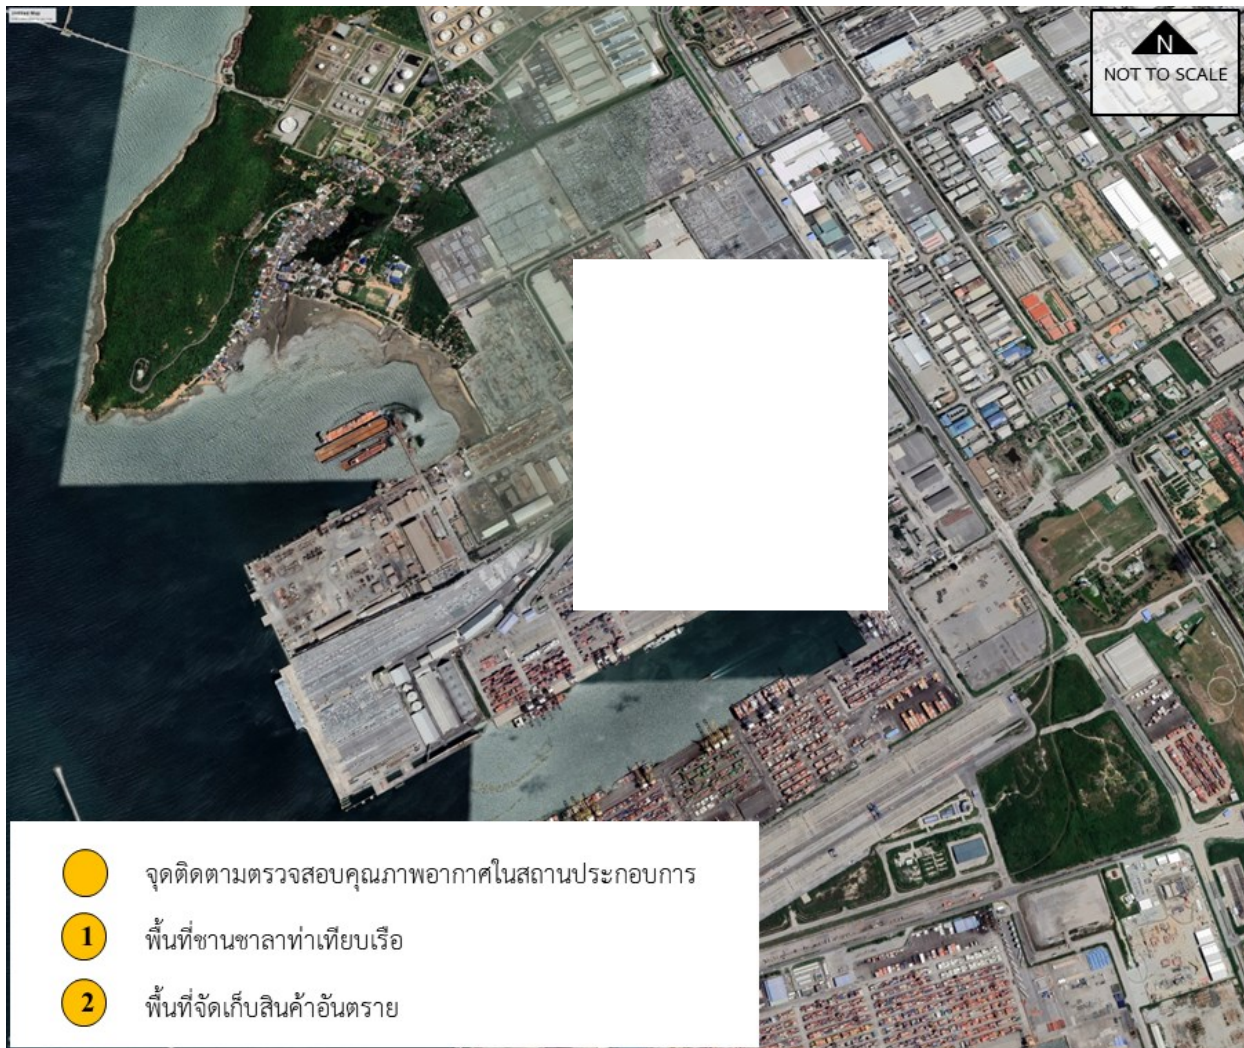 Untitled Map
N
NOT TO SCALE
จุดติดตามตรวจสอบคุณภาพอากาศในสถานประกอบการ
1 พื้นที่ชานชาลาท่าเทียบเรือ
2 พื้นที่จัดเก็บสินค้าอันตราย